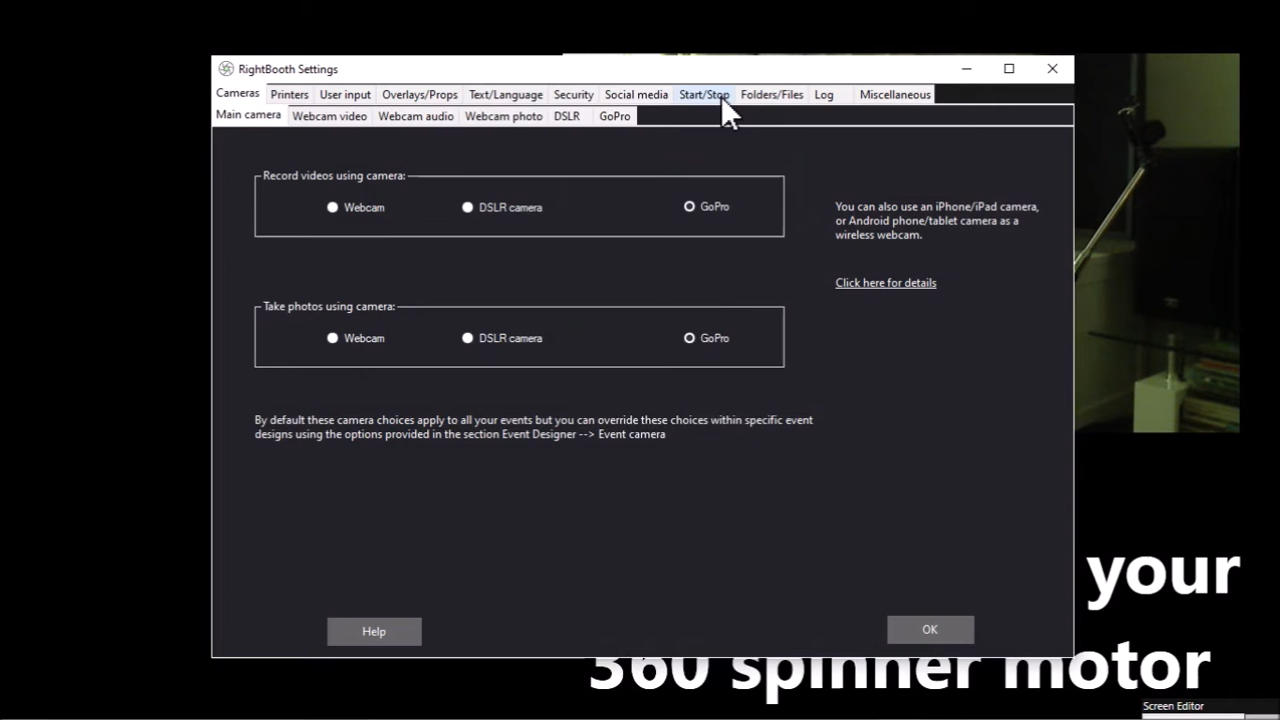 RightBooth Settings
Cameras Printers User input Overlays/Props Text/Language Security Social media Start/Stop Folders/Files Log Miscellaneous
Main camera Webcam video Webcam audio Webcam photo DSLR GoPro
Record videos using camera:
Webcam DSLR camera GoPro
You can also use an iPhone/iPad camera,
or Android phone/tablet camera as a
wireless webcam.
Click here for details
Take photos using camera:
Webcam DSLR camera GoPro
By default these camera choices apply to all your events but you can override these choices within specific event
designs using the options provided in the section Event Designer --> Event camera
Help OK
your
360 spinner motor
Screen Editor